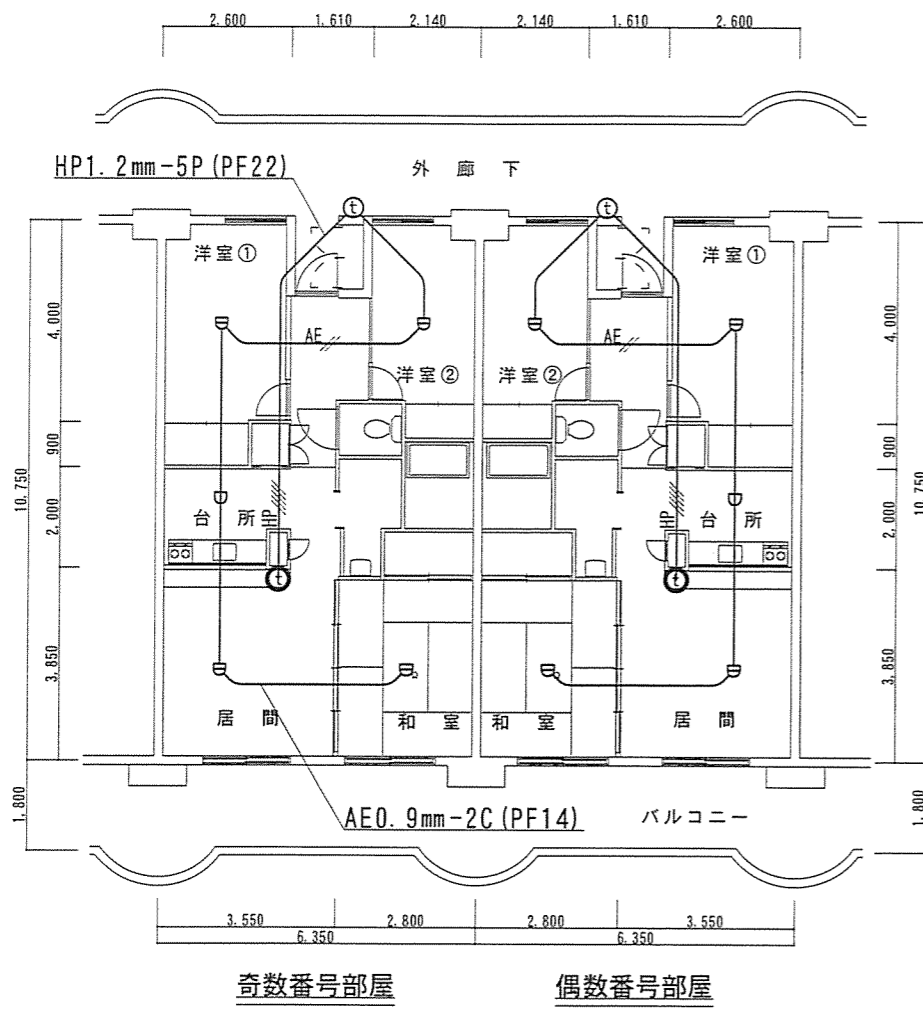 2,600 1,610 2,140 2,140 1,610 2,600
HP1.2mm-5P(PF22)
外廊下
t t
洋室① 洋室①
4,000 4,000
AE AE
洋室② 洋室②
900 900
10,750 10,750
2,000 2,000
台所 HP HP 台所
t t
3,850 3,850
居間 和室 和室 居間
1,800 1,800
AE0.9mm-2C(PF14)
バルコニー
3,550 2,800 2,800 3,550
6,350 6,350
奇数番号部屋 偶数番号部屋